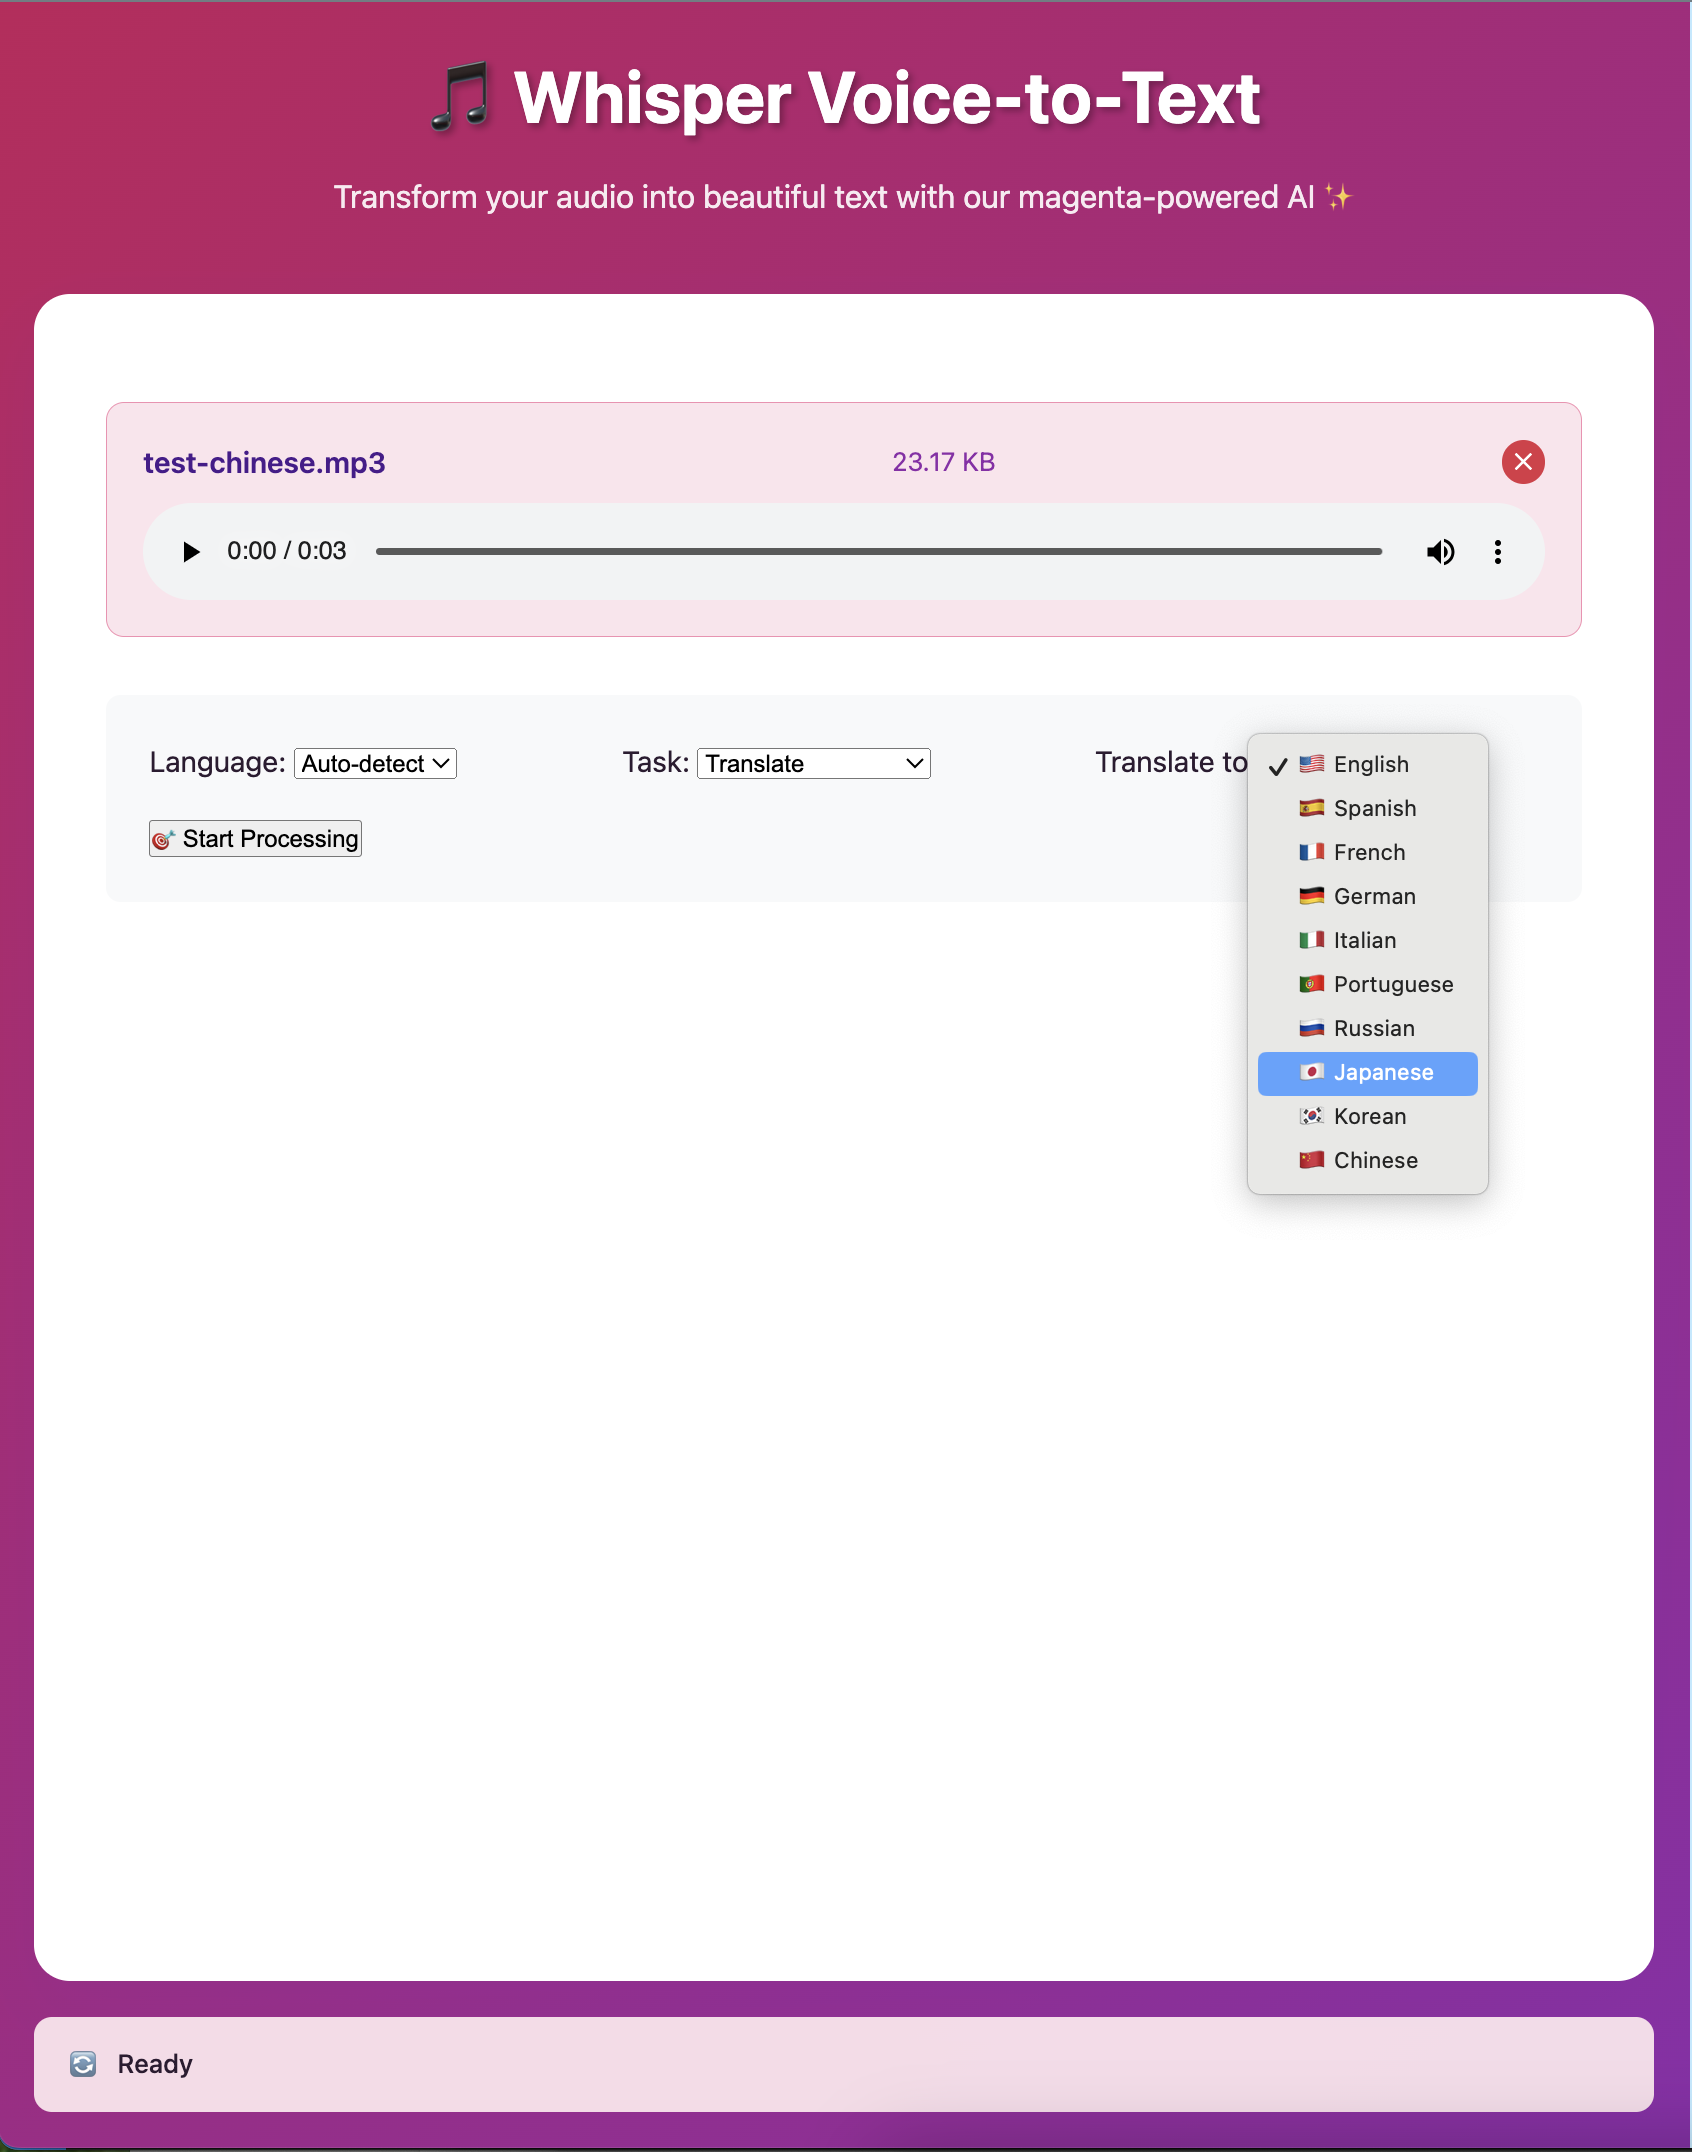 🎵 Whisper Voice-to-Text
Transform your audio into beautiful text with our magenta-powered AI ✨
test-chinese.mp3 23.17 KB
0:00 / 0:03
Language: Auto-detect Task: Translate Translate to
🎯 Start Processing
✓ 🇺🇸 English
🇪🇸 Spanish
🇫🇷 French
🇩🇪 German
🇮🇹 Italian
🇵🇹 Portuguese
🇷🇺 Russian
🇯🇵 Japanese
🇰🇷 Korean
🇨🇳 Chinese
🔄 Ready